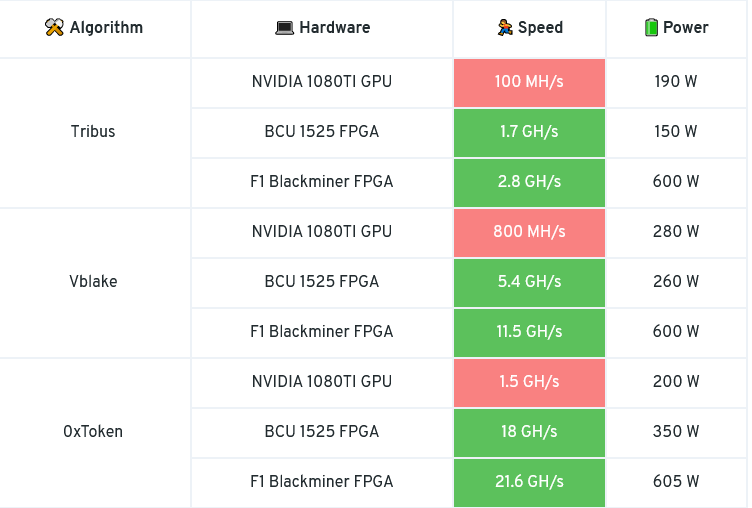 Algorithm Hardware Speed Power
NVIDIA 1080TI GPU 100 MH/s 190 W
Tribus BCU 1525 FPGA 1.7 GH/s 150 W
F1 Blackminer FPGA 2.8 GH/s 600 W
NVIDIA 1080TI GPU 800 MH/s 280 W
Vblake BCU 1525 FPGA 5.4 GH/s 260 W
F1 Blackminer FPGA 11.5 GH/s 600 W
NVIDIA 1080TI GPU 1.5 GH/s 200 W
0xToken BCU 1525 FPGA 18 GH/s 350 W
F1 Blackminer FPGA 21.6 GH/s 605 W